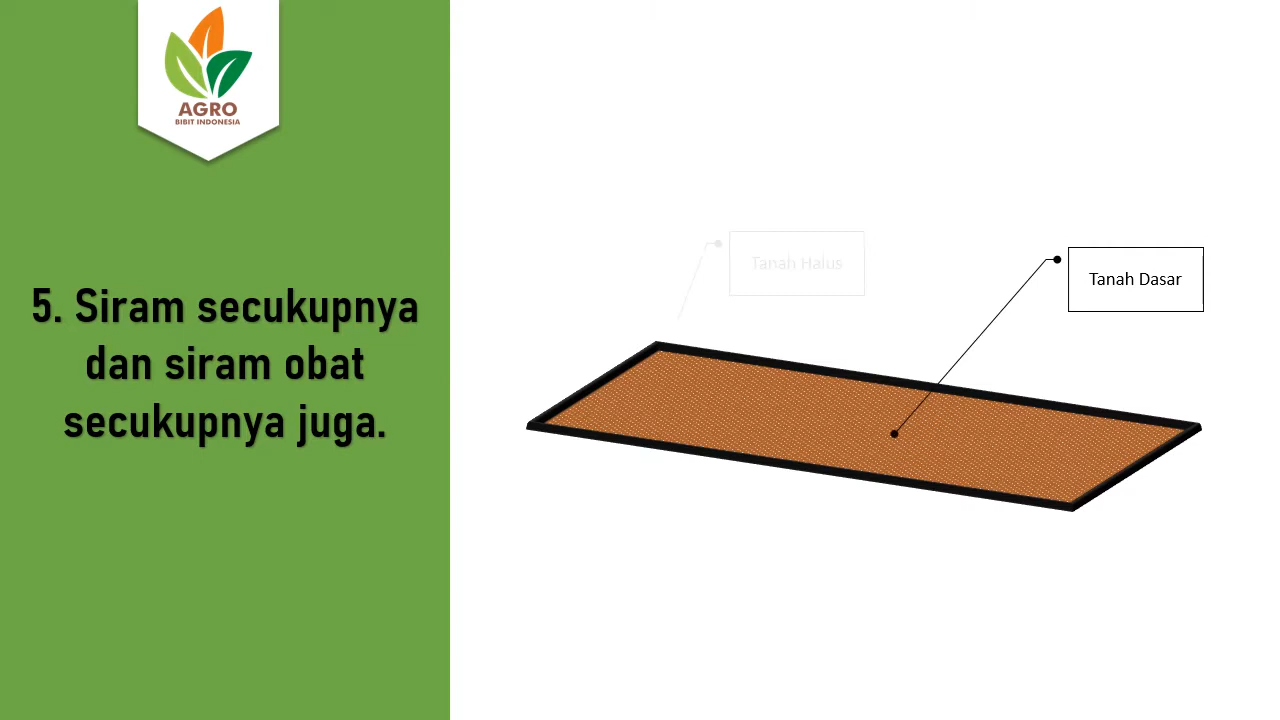 AGRO
BIBIT INDONESIA
5. Siram secukupnya
dan siram obat
secukupnya juga.
Tanah Halus
Tanah Dasar